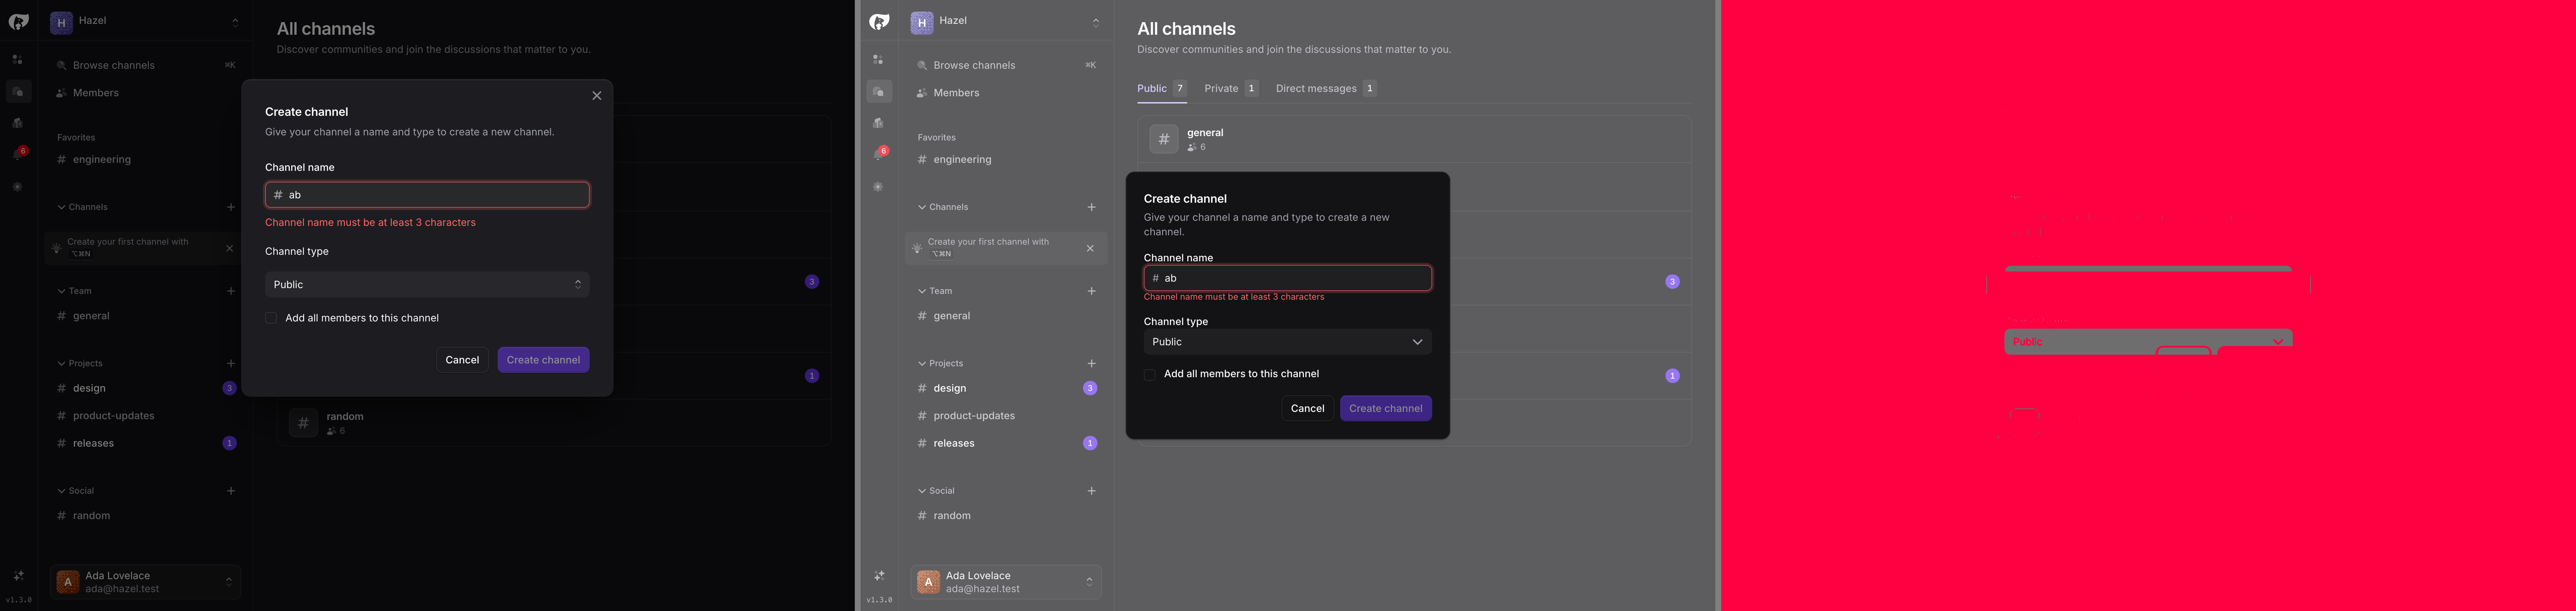 H Hazel
Browse channels ⌘K
Members
Favorites
# engineering
6
Channels
Create your first channel with
⌥⌘N
Team
# general
Projects
# design 3
# product-updates
# releases 1
Social
# random
A Ada Lovelace
ada@hazel.test
v1.3.0
All channels
Discover communities and join the discussions that matter to you.
Create channel
Give your channel a name and type to create a new channel.
Channel name
# ab
Channel name must be at least 3 characters
Channel type
Public
Add all members to this channel
Cancel Create channel
3
1
# random
6
H Hazel
Browse channels ⌘K
Members
Favorites
# engineering
6
Channels
Create your first channel with
⌥⌘N
Team
# general
Projects
# design 3
# product-updates
# releases 1
Social
# random
A Ada Lovelace
ada@hazel.test
v1.3.0
All channels
Discover communities and join the discussions that matter to you.
Public 7 Private 1 Direct messages 1
# general
6
Create channel
Give your channel a name and type to create a new
channel.
Channel name
# ab
Channel name must be at least 3 characters
Channel type
Public
Add all members to this channel
Cancel Create channel
3
1
Public